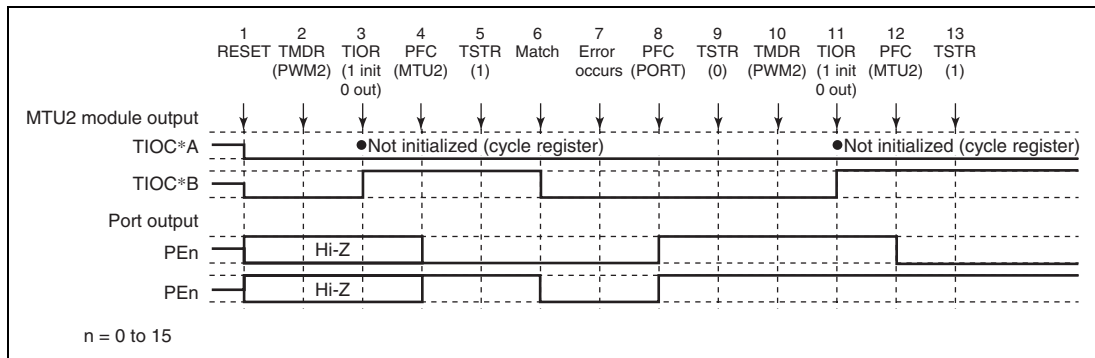 1 2 3 4 5 6 7 8 9 10 11 12 13
RESET TMDR TIOR PFC TSTR Match Error PFC TSTR TMDR TIOR PFC TSTR
(PWM2) (1 init (MTU2) (1) occurs (PORT) (0) (PWM2) (1 init (MTU2) (1)
0 out) 0 out)
MTU2 module output
TIOC*A ●Not initialized (cycle register) ●Not initialized (cycle register)
TIOC*B
Port output
PEn Hi-Z
PEn Hi-Z
n = 0 to 15